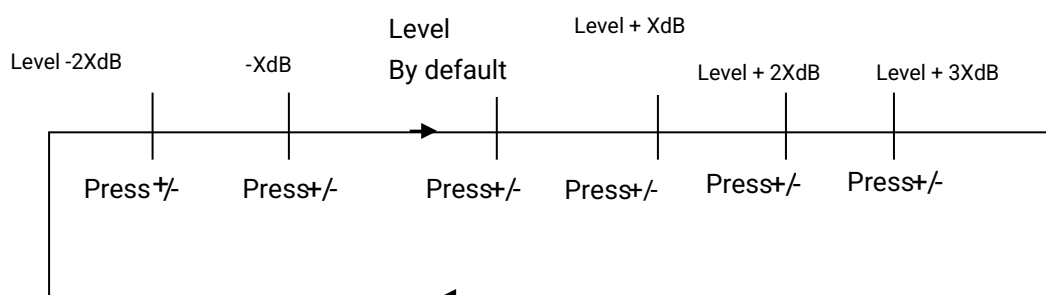 Level
By default
Level + XdB
Level -2XdB
-XdB
Level + 2XdB
Level + 3XdB
Press +/-
Press+/-
Press+/-
Press+/-
Press+/-
Press+/-